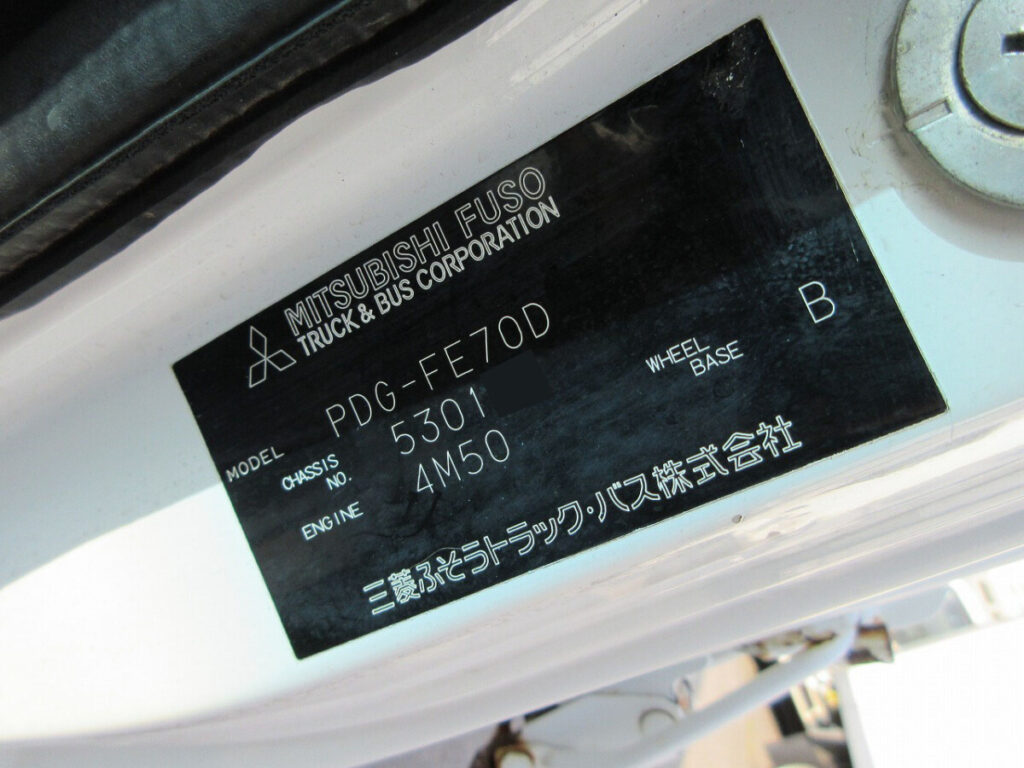 MITSUBISHI FUSO
TRUCK & BUS CORPORATION
MODEL PDG-FE70D
CHASSIS NO. 5301
WHEEL BASE B
ENGINE 4M50
三菱ふそうトラック・バス株式会社